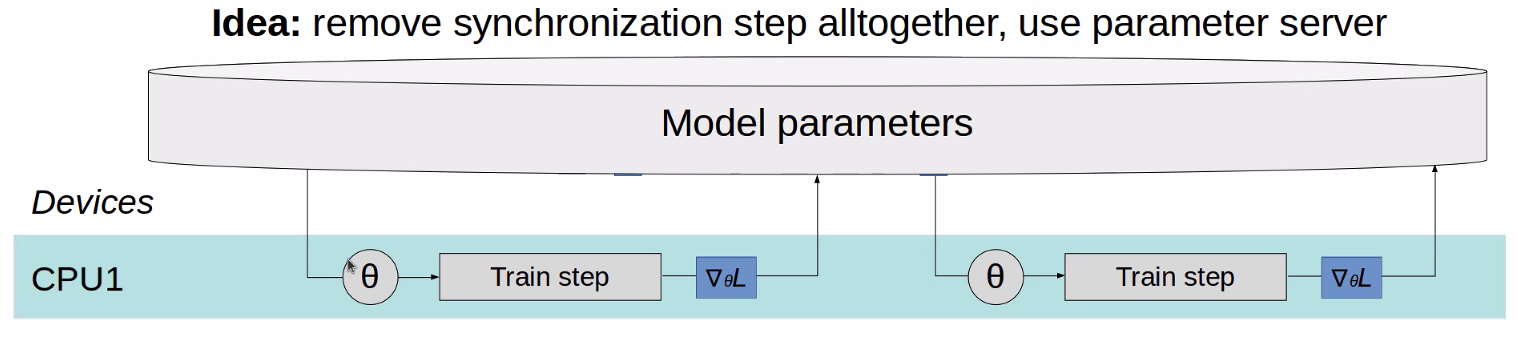 Idea: remove synchronization step alltogether, use parameter server
Model parameters
Devices
CPU1
θ
Train step
∇θL
θ
Train step
∇θL